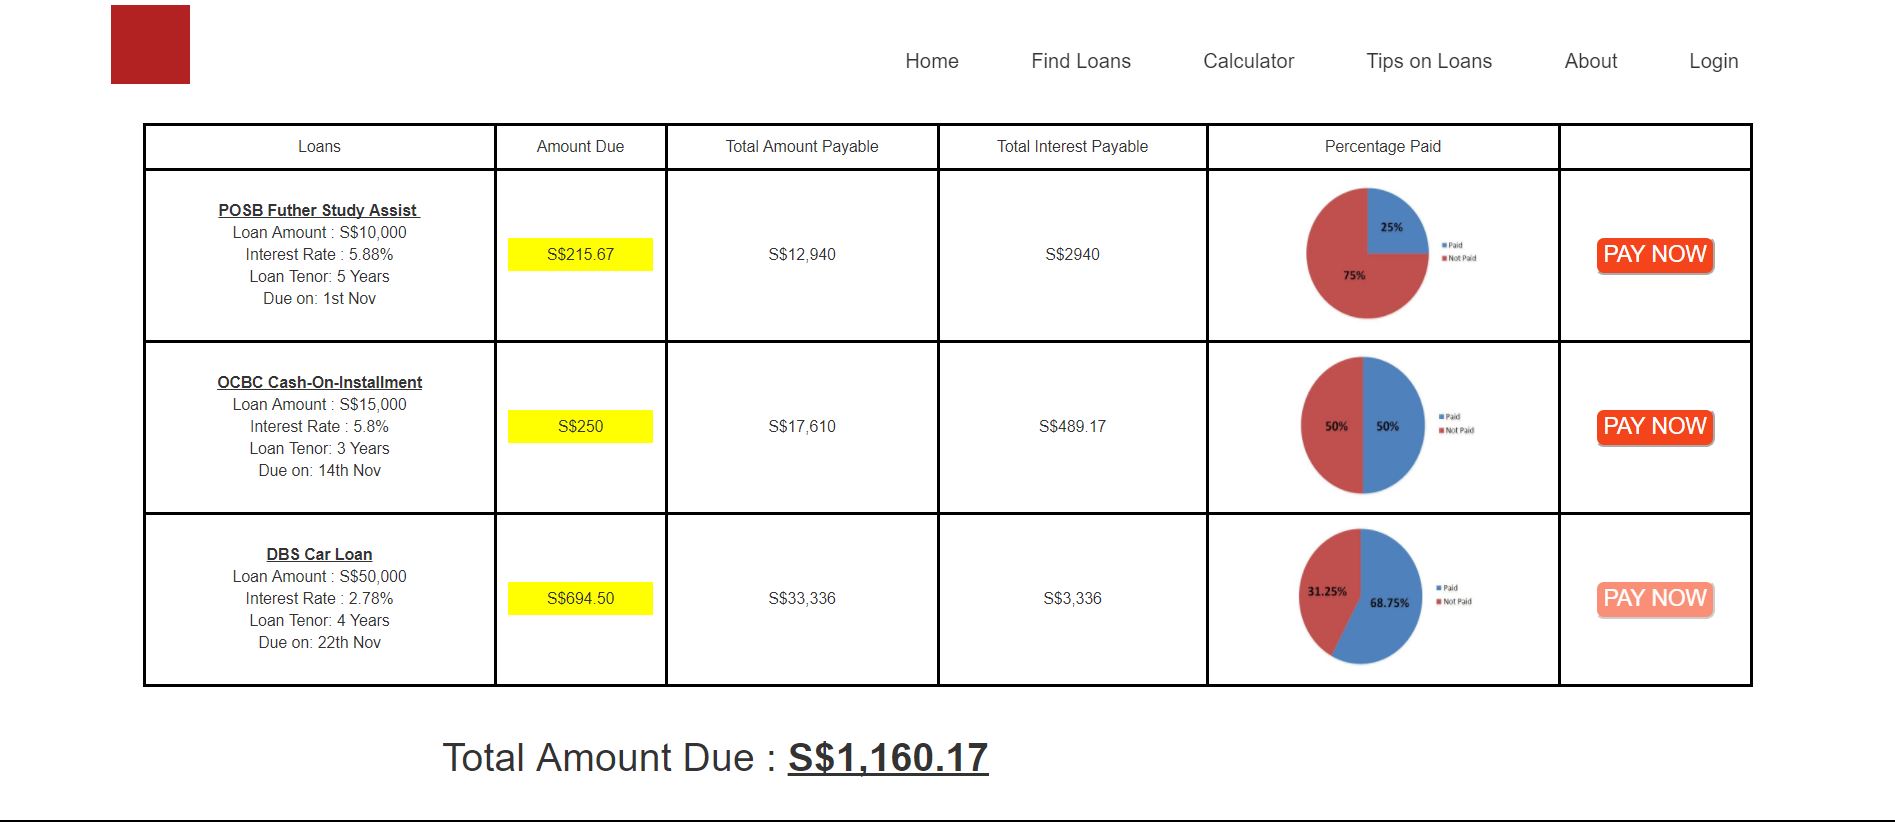 Home Find Loans Calculator Tips on Loans About Login
Loans Amount Due Total Amount Payable Total Interest Payable Percentage Paid
POSB Futher Study Assist
Loan Amount : S$10,000
Interest Rate : 5.88%
Loan Tenor: 5 Years
Due on: 1st Nov
S$215.67
S$12,940
S$2940
25%
75%
Paid
Not Paid
PAY NOW
OCBC Cash-On-Installment
Loan Amount : S$15,000
Interest Rate : 5.8%
Loan Tenor: 3 Years
Due on: 14th Nov
S$250
S$17,610
S$489.17
50%
50%
Paid
Not Paid
PAY NOW
DBS Car Loan
Loan Amount : S$50,000
Interest Rate : 2.78%
Loan Tenor: 4 Years
Due on: 22th Nov
S$694.50
S$33,336
S$3,336
31.25%
68.75%
Paid
Not Paid
PAY NOW
Total Amount Due : S$1,160.17